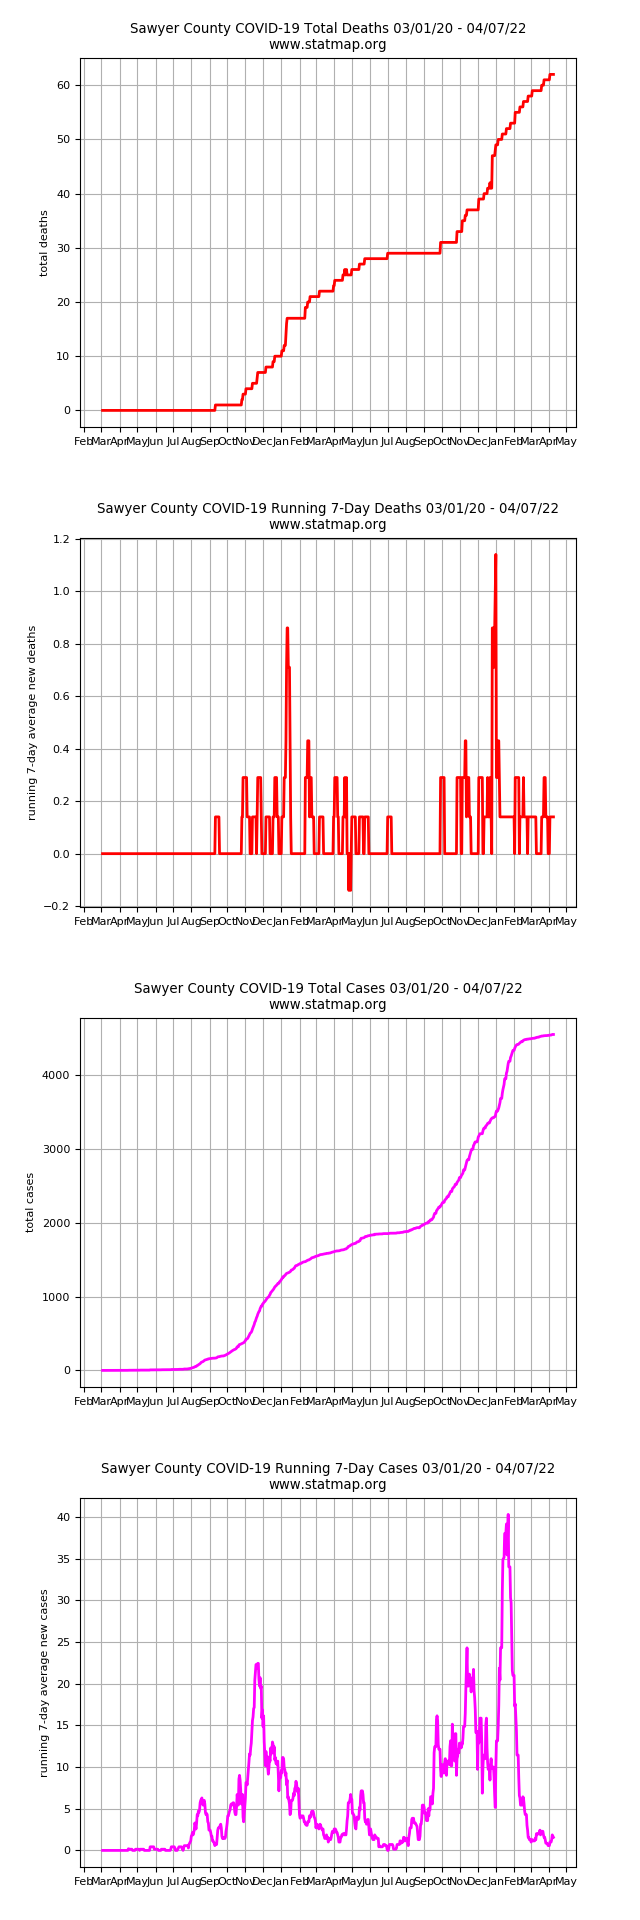 Sawyer County COVID-19 Total Deaths 03/01/20 - 04/07/22
www.statmap.org
60
50
40
30
20
10
0
total deaths
Feb Mar Apr May Jun Jul Aug Sep Oct Nov Dec Jan Feb Mar Apr May Jun Jul Aug Sep Oct Nov Dec Jan Feb Mar Apr May
Sawyer County COVID-19 Running 7-Day Deaths 03/01/20 - 04/07/22
www.statmap.org
1.2
1.0
0.8
0.6
0.4
0.2
0.0
−0.2
running 7-day average new deaths
Feb Mar Apr May Jun Jul Aug Sep Oct Nov Dec Jan Feb Mar Apr May Jun Jul Aug Sep Oct Nov Dec Jan Feb Mar Apr May
Sawyer County COVID-19 Total Cases 03/01/20 - 04/07/22
www.statmap.org
4000
3000
2000
1000
0
total cases
Feb Mar Apr May Jun Jul Aug Sep Oct Nov Dec Jan Feb Mar Apr May Jun Jul Aug Sep Oct Nov Dec Jan Feb Mar Apr May
Sawyer County COVID-19 Running 7-Day Cases 03/01/20 - 04/07/22
www.statmap.org
40
35
30
25
20
15
10
5
0
running 7-day average new cases
Feb Mar Apr May Jun Jul Aug Sep Oct Nov Dec Jan Feb Mar Apr May Jun Jul Aug Sep Oct Nov Dec Jan Feb Mar Apr May